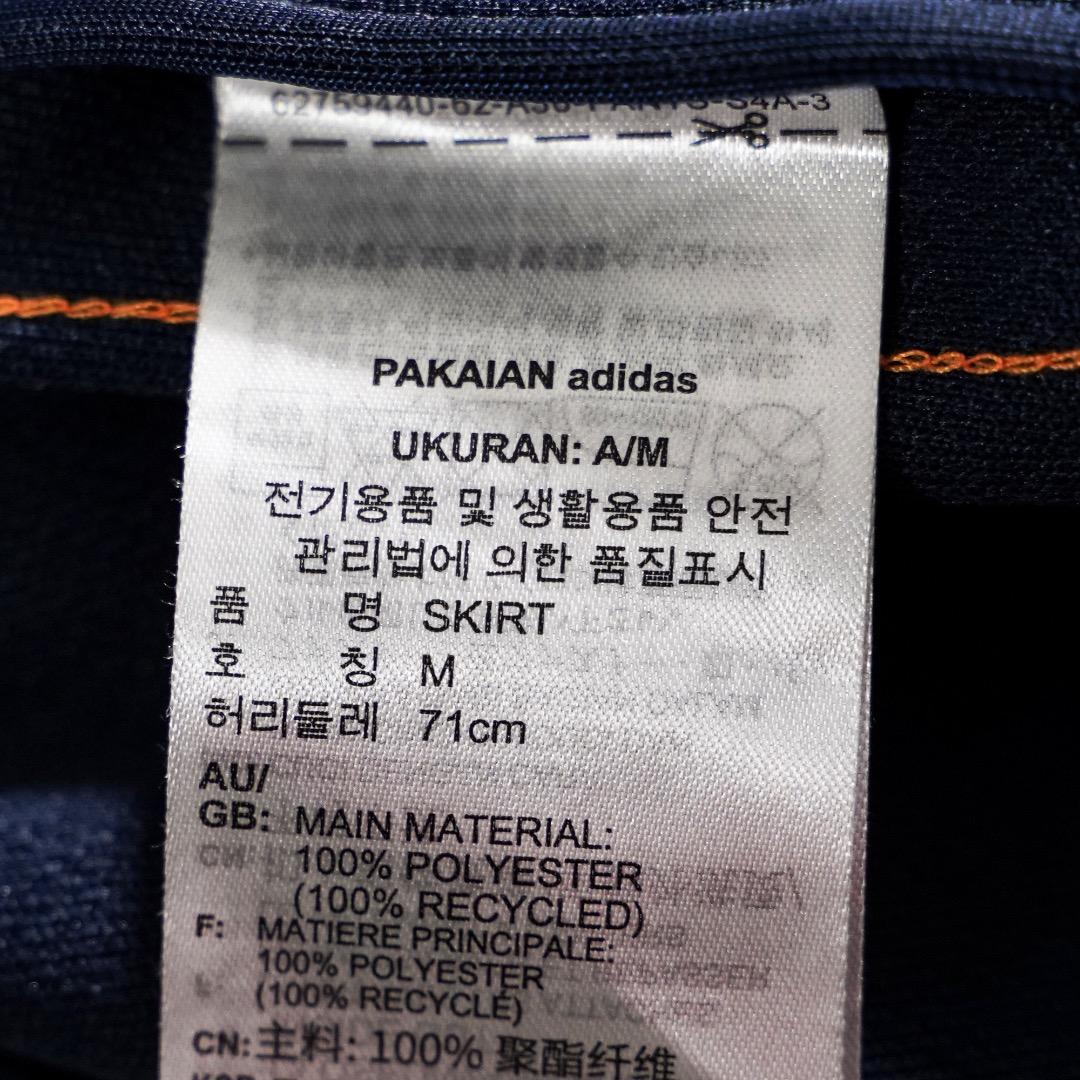 PAKAIAN adidas
UKURAN: A/M
전기용품 및 생활용품 안전
관리법에 의한 품질표시
품 명 SKIRT
호 칭 M
허리둘레 71cm
AU/
GB: MAIN MATERIAL:
100% POLYESTER
(100% RECYCLED)
F: MATIERE PRINCIPALE:
100% POLYESTER
(100% RECYCLÉ)
CN: 主料: 100% 聚酯纤维